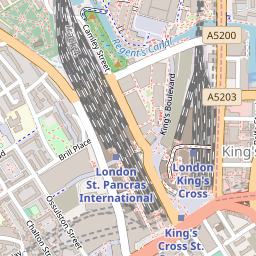 Camley Street
Regent's Canal
A5200
A5203
King's Boulevard
King's
Brill Place
London
St. Pancras
International
London
King's
Cross
Ossulston Street
Chalton Street
King's
Cross St.